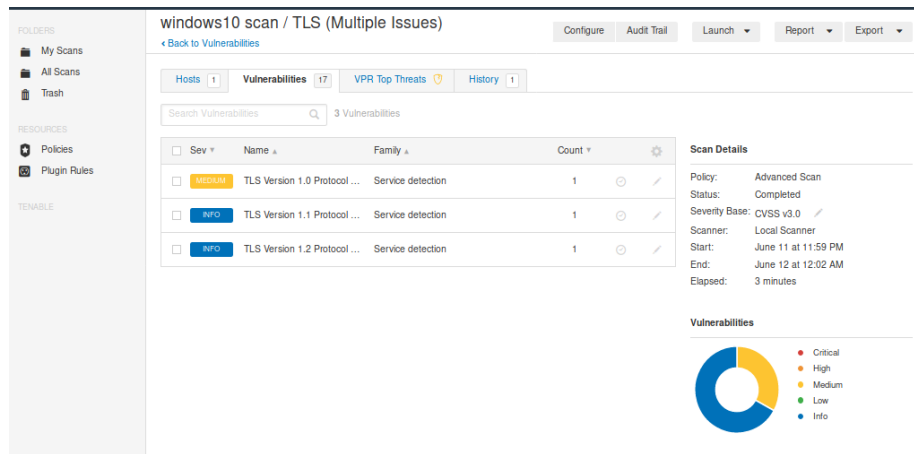 FOLDERS
My Scans
All Scans
Trash
RESOURCES
Policies
Plugin Rules
TENABLE
windows10 scan / TLS (Multiple Issues)
‹ Back to Vulnerabilities
Configure Audit Trail Launch Report Export
Hosts 1 Vulnerabilities 17 VPR Top Threats History 1
Search Vulnerabilities 3 Vulnerabilities
Sev Name Family Count
MEDIUM TLS Version 1.0 Protocol ... Service detection 1
INFO TLS Version 1.1 Protocol ... Service detection 1
INFO TLS Version 1.2 Protocol ... Service detection 1
Scan Details
Policy: Advanced Scan
Status: Completed
Severity Base: CVSS v3.0
Scanner: Local Scanner
Start: June 11 at 11:59 PM
End: June 12 at 12:02 AM
Elapsed: 3 minutes
Vulnerabilities
Critical
High
Medium
Low
Info